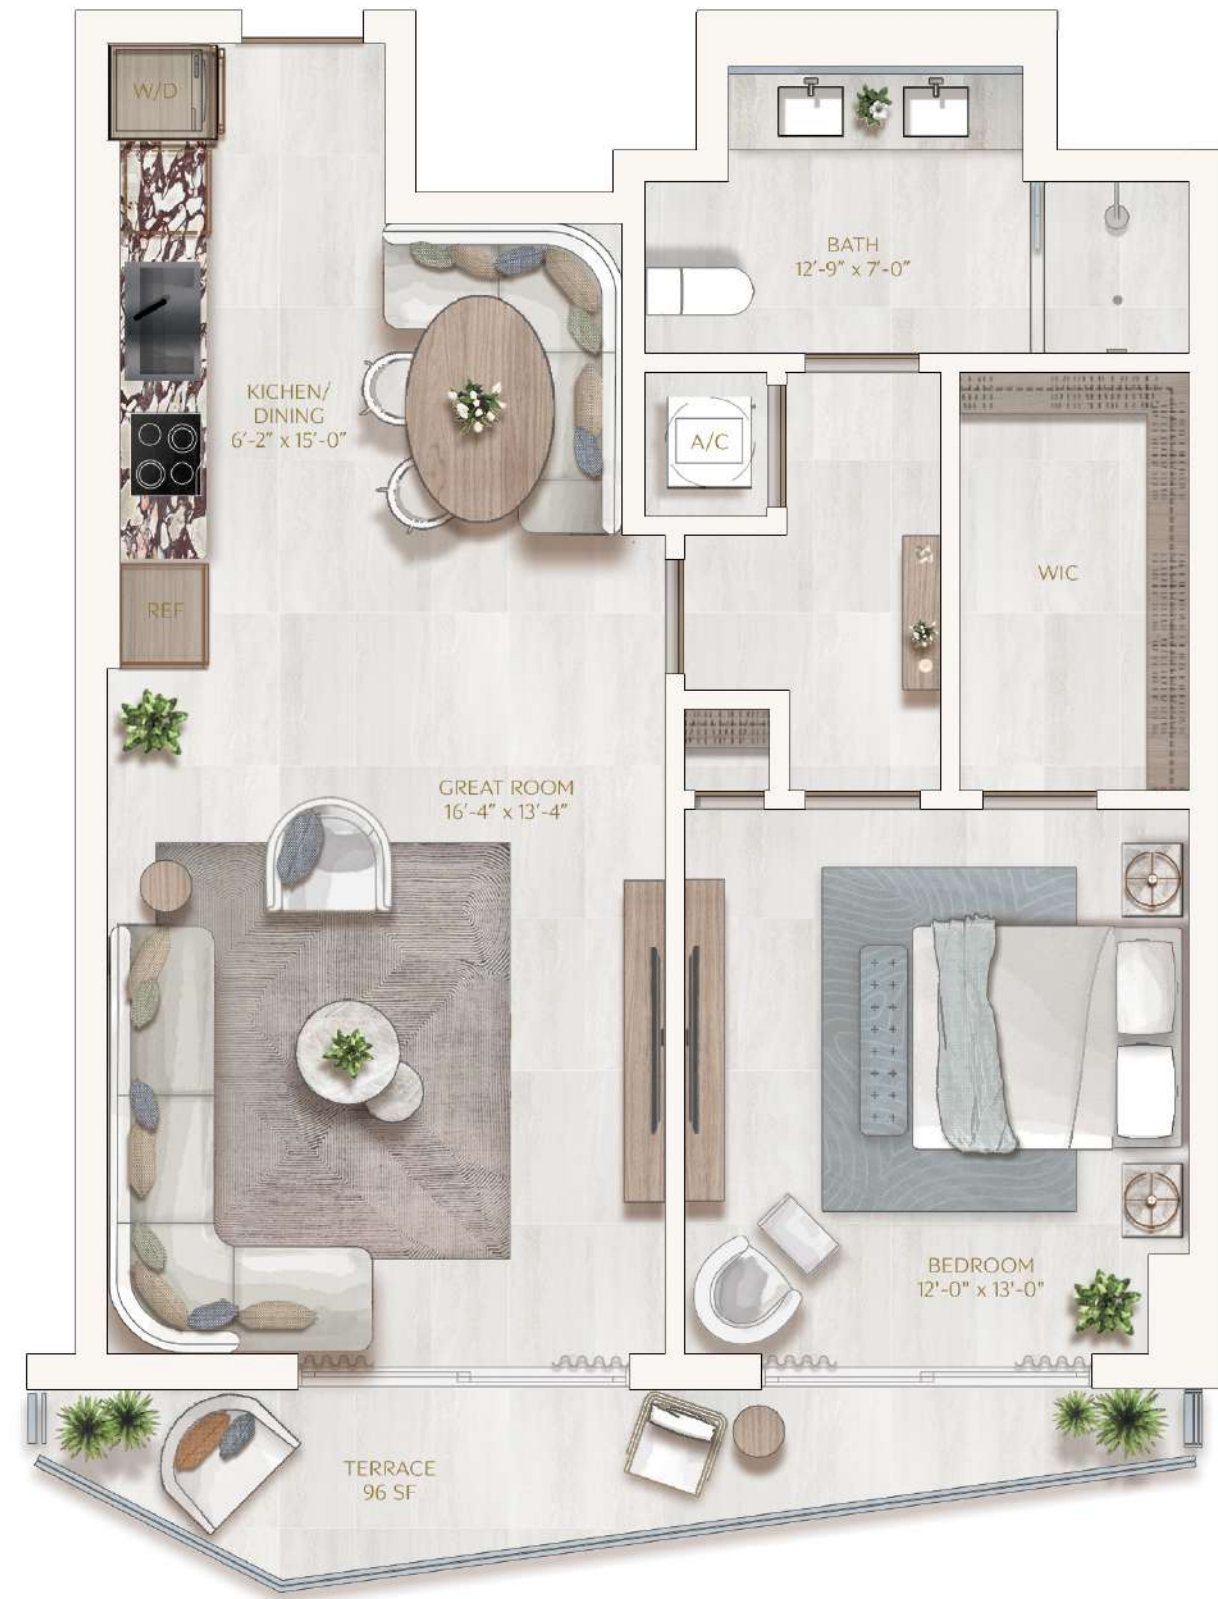 W/D
BATH
12'-9" x 7'-0"
KICHEN/
DINING
6'-2" x 15'-0"
A/C
WIC
REF
GREAT ROOM
16'-4" x 13'-4"
BEDROOM
12'-0" x 13'-0"
TERRACE
96 SF